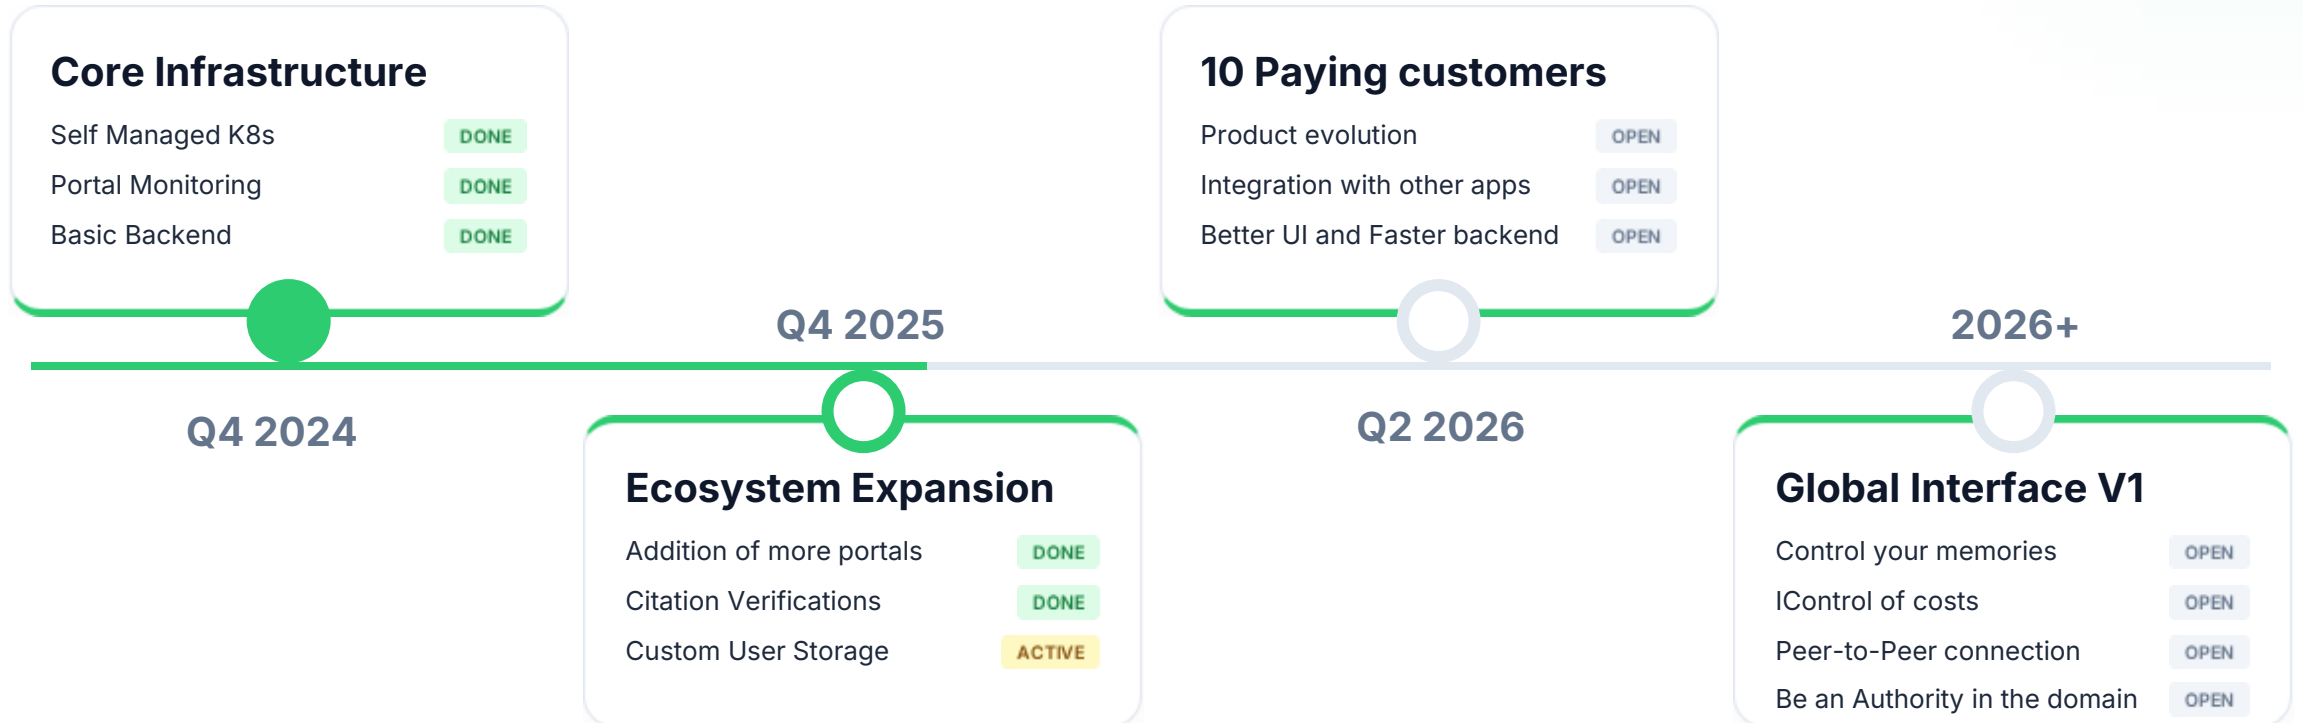 Core Infrastructure
Self Managed K8s DONE
Portal Monitoring DONE
Basic Backend DONE
Q4 2024
Q4 2025
Ecosystem Expansion
Addition of more portals DONE
Citation Verifications DONE
Custom User Storage ACTIVE
10 Paying customers
Product evolution OPEN
Integration with other apps OPEN
Better UI and Faster backend OPEN
Q2 2026
2026+
Global Interface V1
Control your memories OPEN
IControl of costs OPEN
Peer-to-Peer connection OPEN
Be an Authority in the domain OPEN